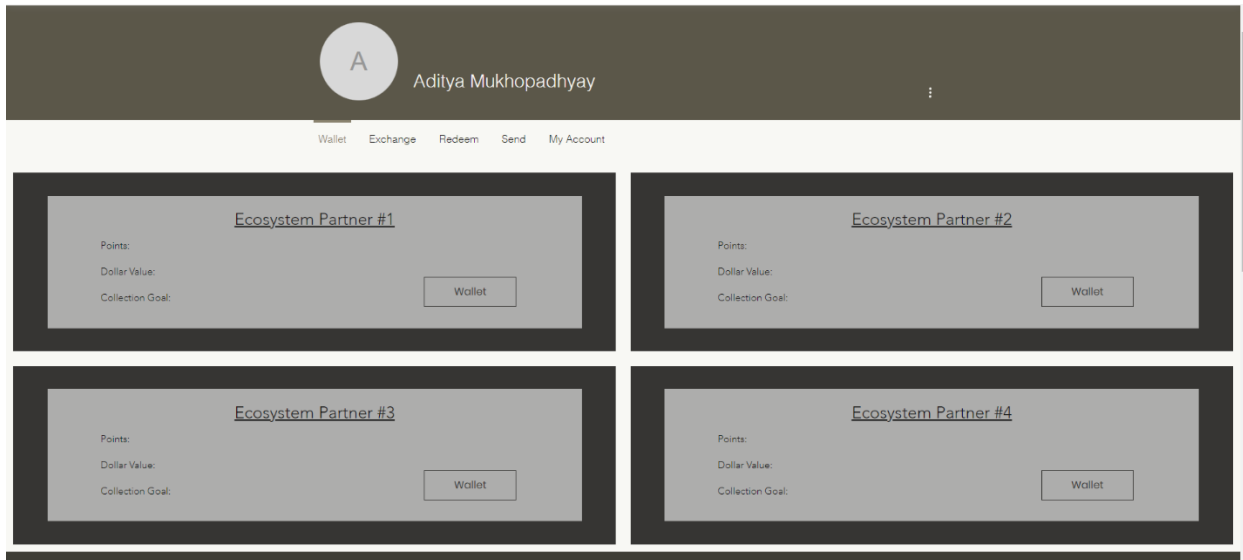 A
Aditya Mukhopadhyay
Wallet Exchange Redeem Send My Account
Ecosystem Partner #1
Points:
Dollar Value:
Collection Goal:
Wallet
Ecosystem Partner #2
Points:
Dollar Value:
Collection Goal:
Wallet
Ecosystem Partner #3
Points:
Dollar Value:
Collection Goal:
Wallet
Ecosystem Partner #4
Points:
Dollar Value:
Collection Goal:
Wallet